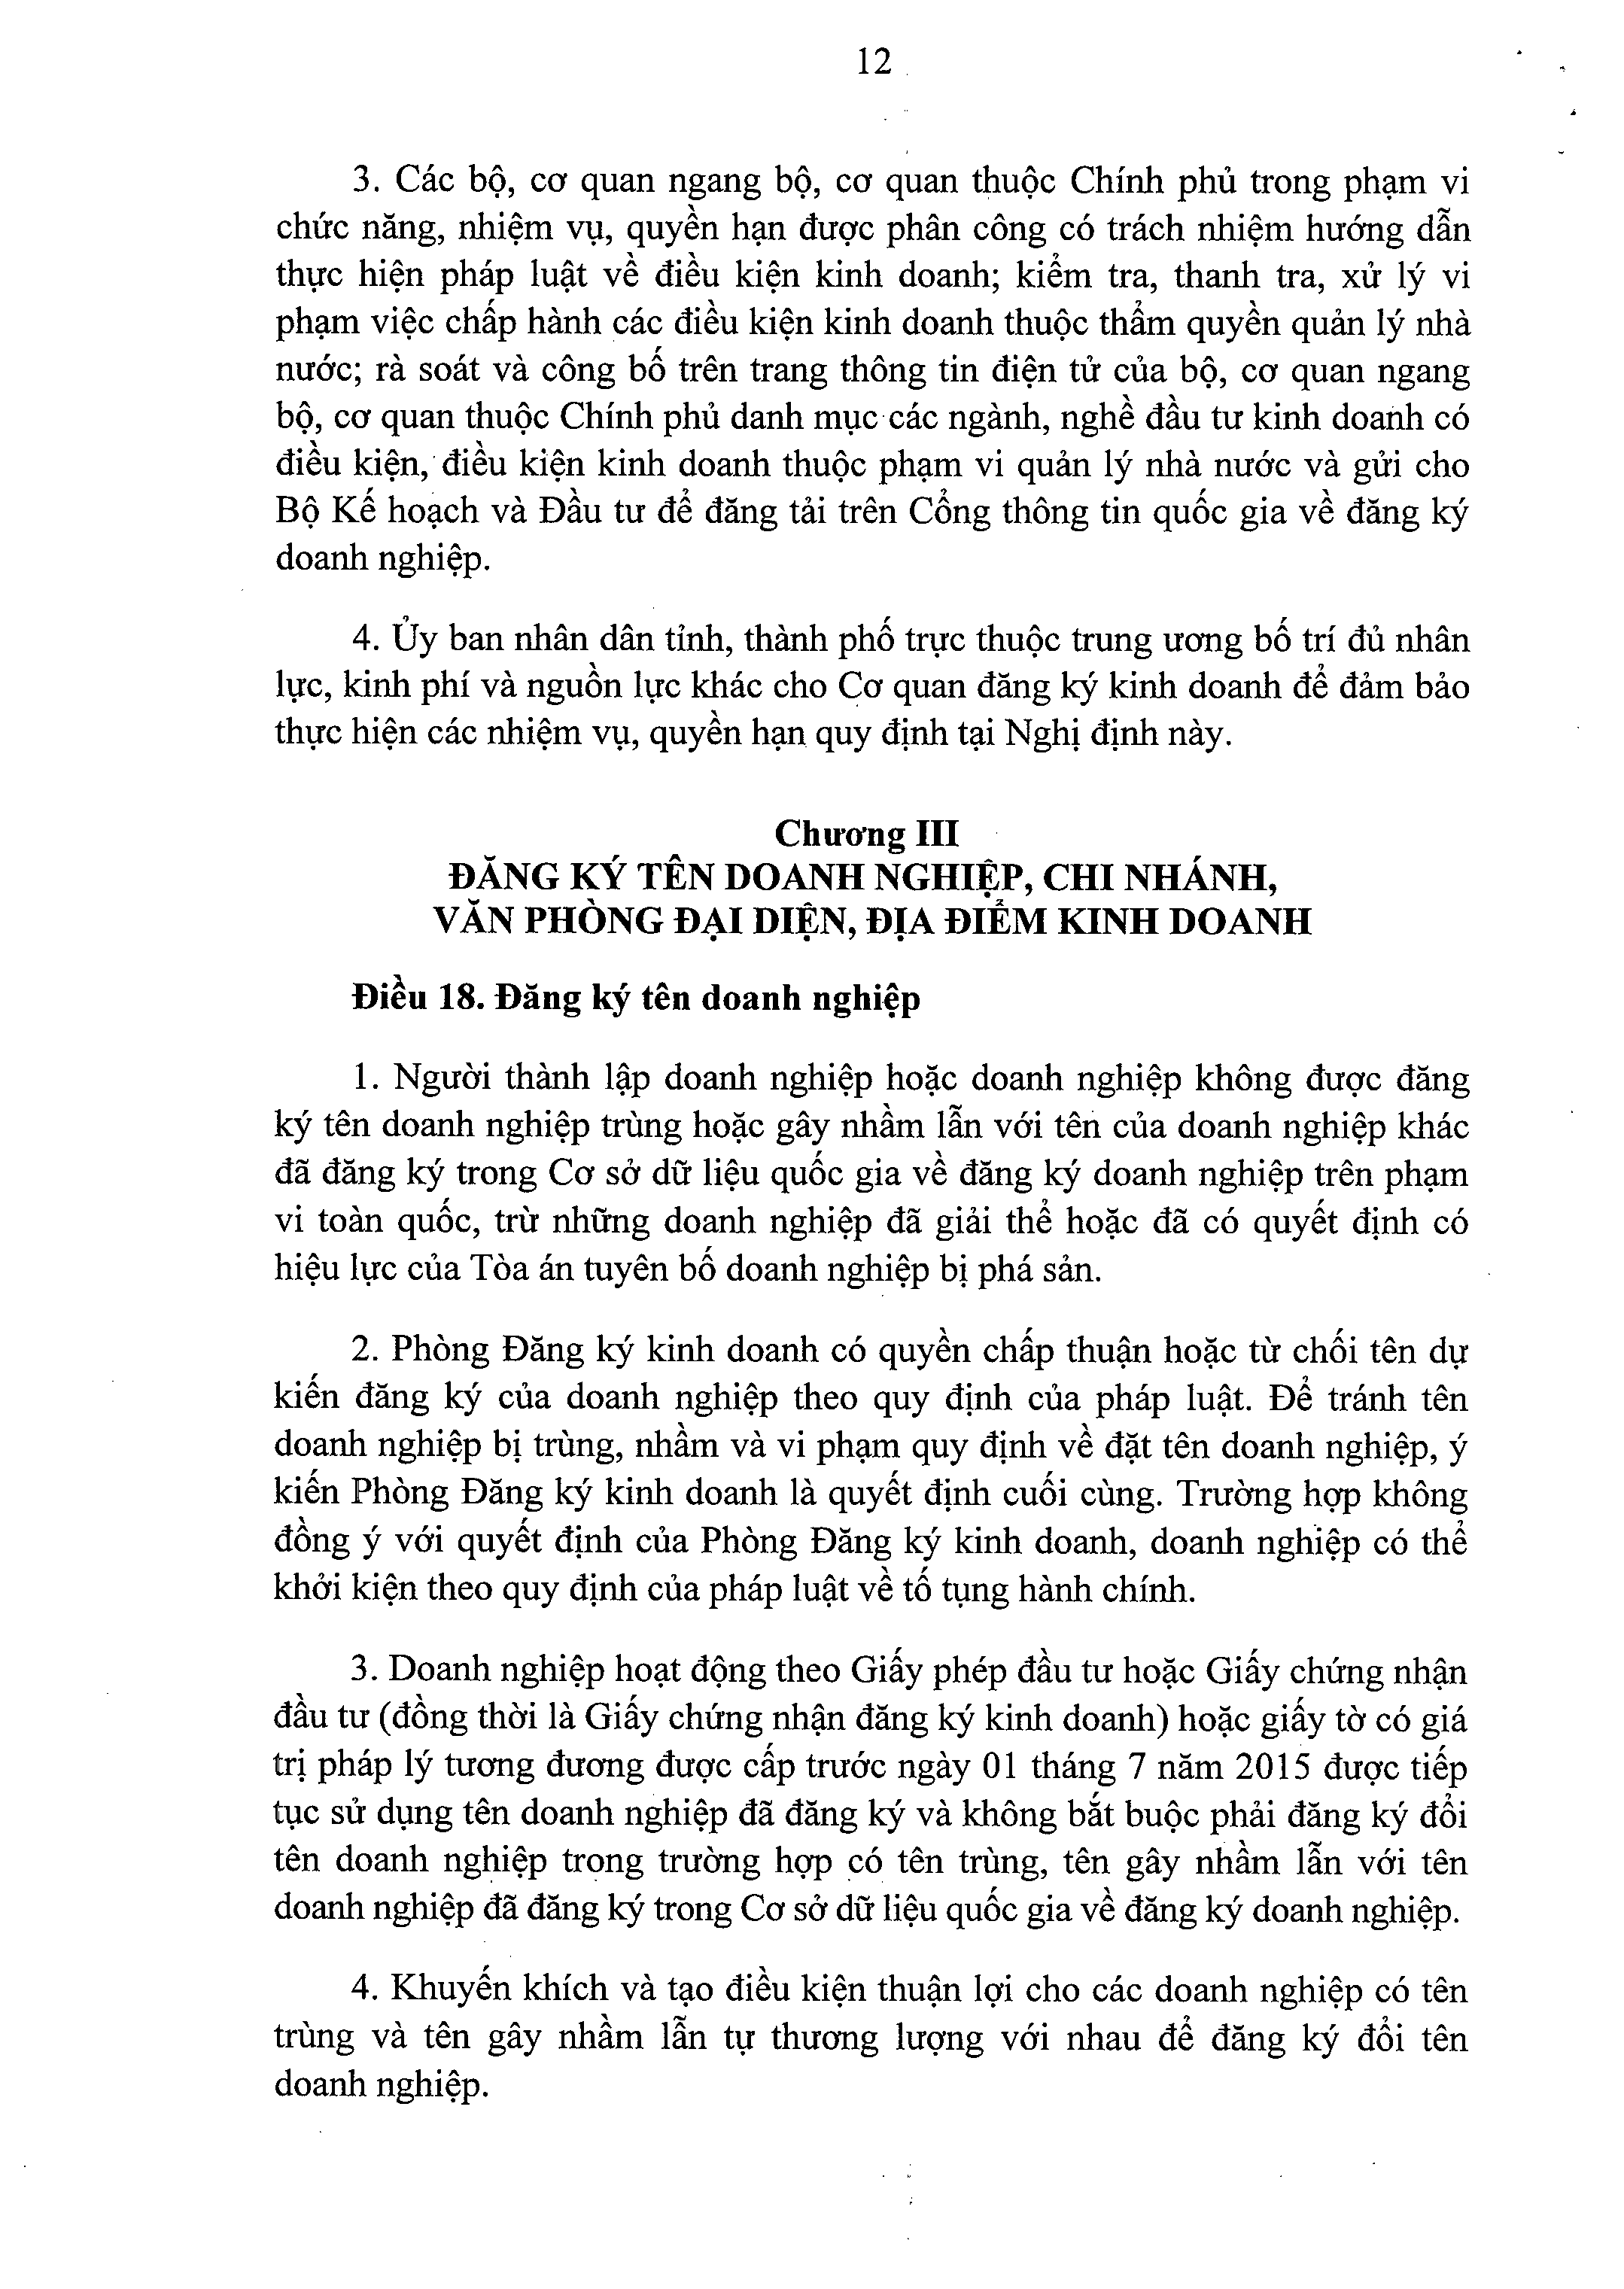 12
3. Các bộ, cơ quan ngang bộ, cơ quan thuộc Chính phủ trong phạm vi
chức năng, nhiệm vụ, quyền hạn được phân công có trách nhiệm hướng dẫn
thực hiện pháp luật về điều kiện kinh doanh; kiểm tra, thanh tra, xử lý vi
phạm việc chấp hành các điều kiện kinh doanh thuộc thẩm quyền quản lý nhà
nước; rà soát và công bố trên trang thông tin điện tử của bộ, cơ quan ngang
bộ, cơ quan thuộc Chính phủ danh mục các ngành, nghề đầu tư kinh doanh có
điều kiện, điều kiện kinh doanh thuộc phạm vi quản lý nhà nước và gửi cho
Bộ Kế hoạch và Đầu tư để đăng tải trên Cổng thông tin quốc gia về đăng ký
doanh nghiệp.
4. Ủy ban nhân dân tỉnh, thành phố trực thuộc trung ương bố trí đủ nhân
lực, kinh phí và nguồn lực khác cho Cơ quan đăng ký kinh doanh để đảm bảo
thực hiện các nhiệm vụ, quyền hạn quy định tại Nghị định này.
Chương III
ĐĂNG KÝ TÊN DOANH NGHIỆP, CHI NHÁNH,
VĂN PHÒNG ĐẠI DIỆN, ĐỊA ĐIỂM KINH DOANH
Điều 18. Đăng ký tên doanh nghiệp
1. Người thành lập doanh nghiệp hoặc doanh nghiệp không được đăng
ký tên doanh nghiệp trùng hoặc gây nhầm lẫn với tên của doanh nghiệp khác
đã đăng ký trong Cơ sở dữ liệu quốc gia về đăng ký doanh nghiệp trên phạm
vi toàn quốc, trừ những doanh nghiệp đã giải thể hoặc đã có quyết định có
hiệu lực của Tòa án tuyên bố doanh nghiệp bị phá sản.
2. Phòng Đăng ký kinh doanh có quyền chấp thuận hoặc từ chối tên dự
kiến đăng ký của doanh nghiệp theo quy định của pháp luật. Để tránh tên
doanh nghiệp bị trùng, nhầm và vi phạm quy định về đặt tên doanh nghiệp, ý
kiến Phòng Đăng ký kinh doanh là quyết định cuối cùng. Trường hợp không
đồng ý với quyết định của Phòng Đăng ký kinh doanh, doanh nghiệp có thể
khởi kiện theo quy định của pháp luật về tố tụng hành chính.
3. Doanh nghiệp hoạt động theo Giấy phép đầu tư hoặc Giấy chứng nhận
đầu tư (đồng thời là Giấy chứng nhận đăng ký kinh doanh) hoặc giấy tờ có giá
trị pháp lý tương đương được cấp trước ngày 01 tháng 7 năm 2015 được tiếp
tục sử dụng tên doanh nghiệp đã đăng ký và không bắt buộc phải đăng ký đổi
tên doanh nghiệp trong trường hợp có tên trùng, tên gây nhầm lẫn với tên
doanh nghiệp đã đăng ký trong Cơ sở dữ liệu quốc gia về đăng ký doanh nghiệp.
4. Khuyến khích và tạo điều kiện thuận lợi cho các doanh nghiệp có tên
trùng và tên gây nhầm lẫn tự thương lượng với nhau để đăng ký đổi tên
doanh nghiệp.